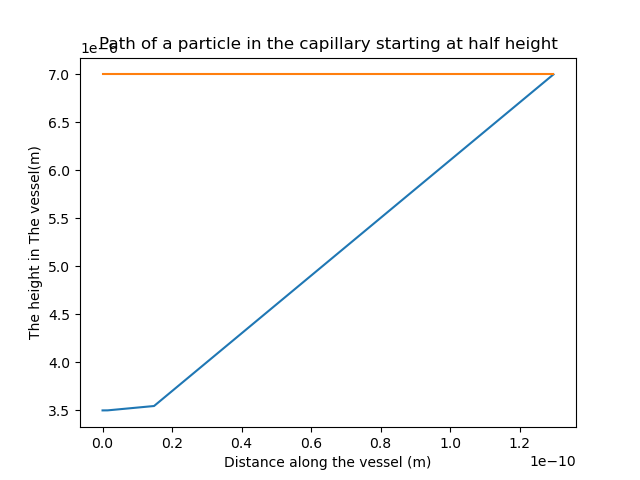 Path of a particle in the capillary starting at half height
1e−6
7.0
6.5
6.0
5.5
5.0
4.5
4.0
3.5
The height in The vessel(m)
0.0 0.2 0.4 0.6 0.8 1.0 1.2
1e−10
Distance along the vessel (m)